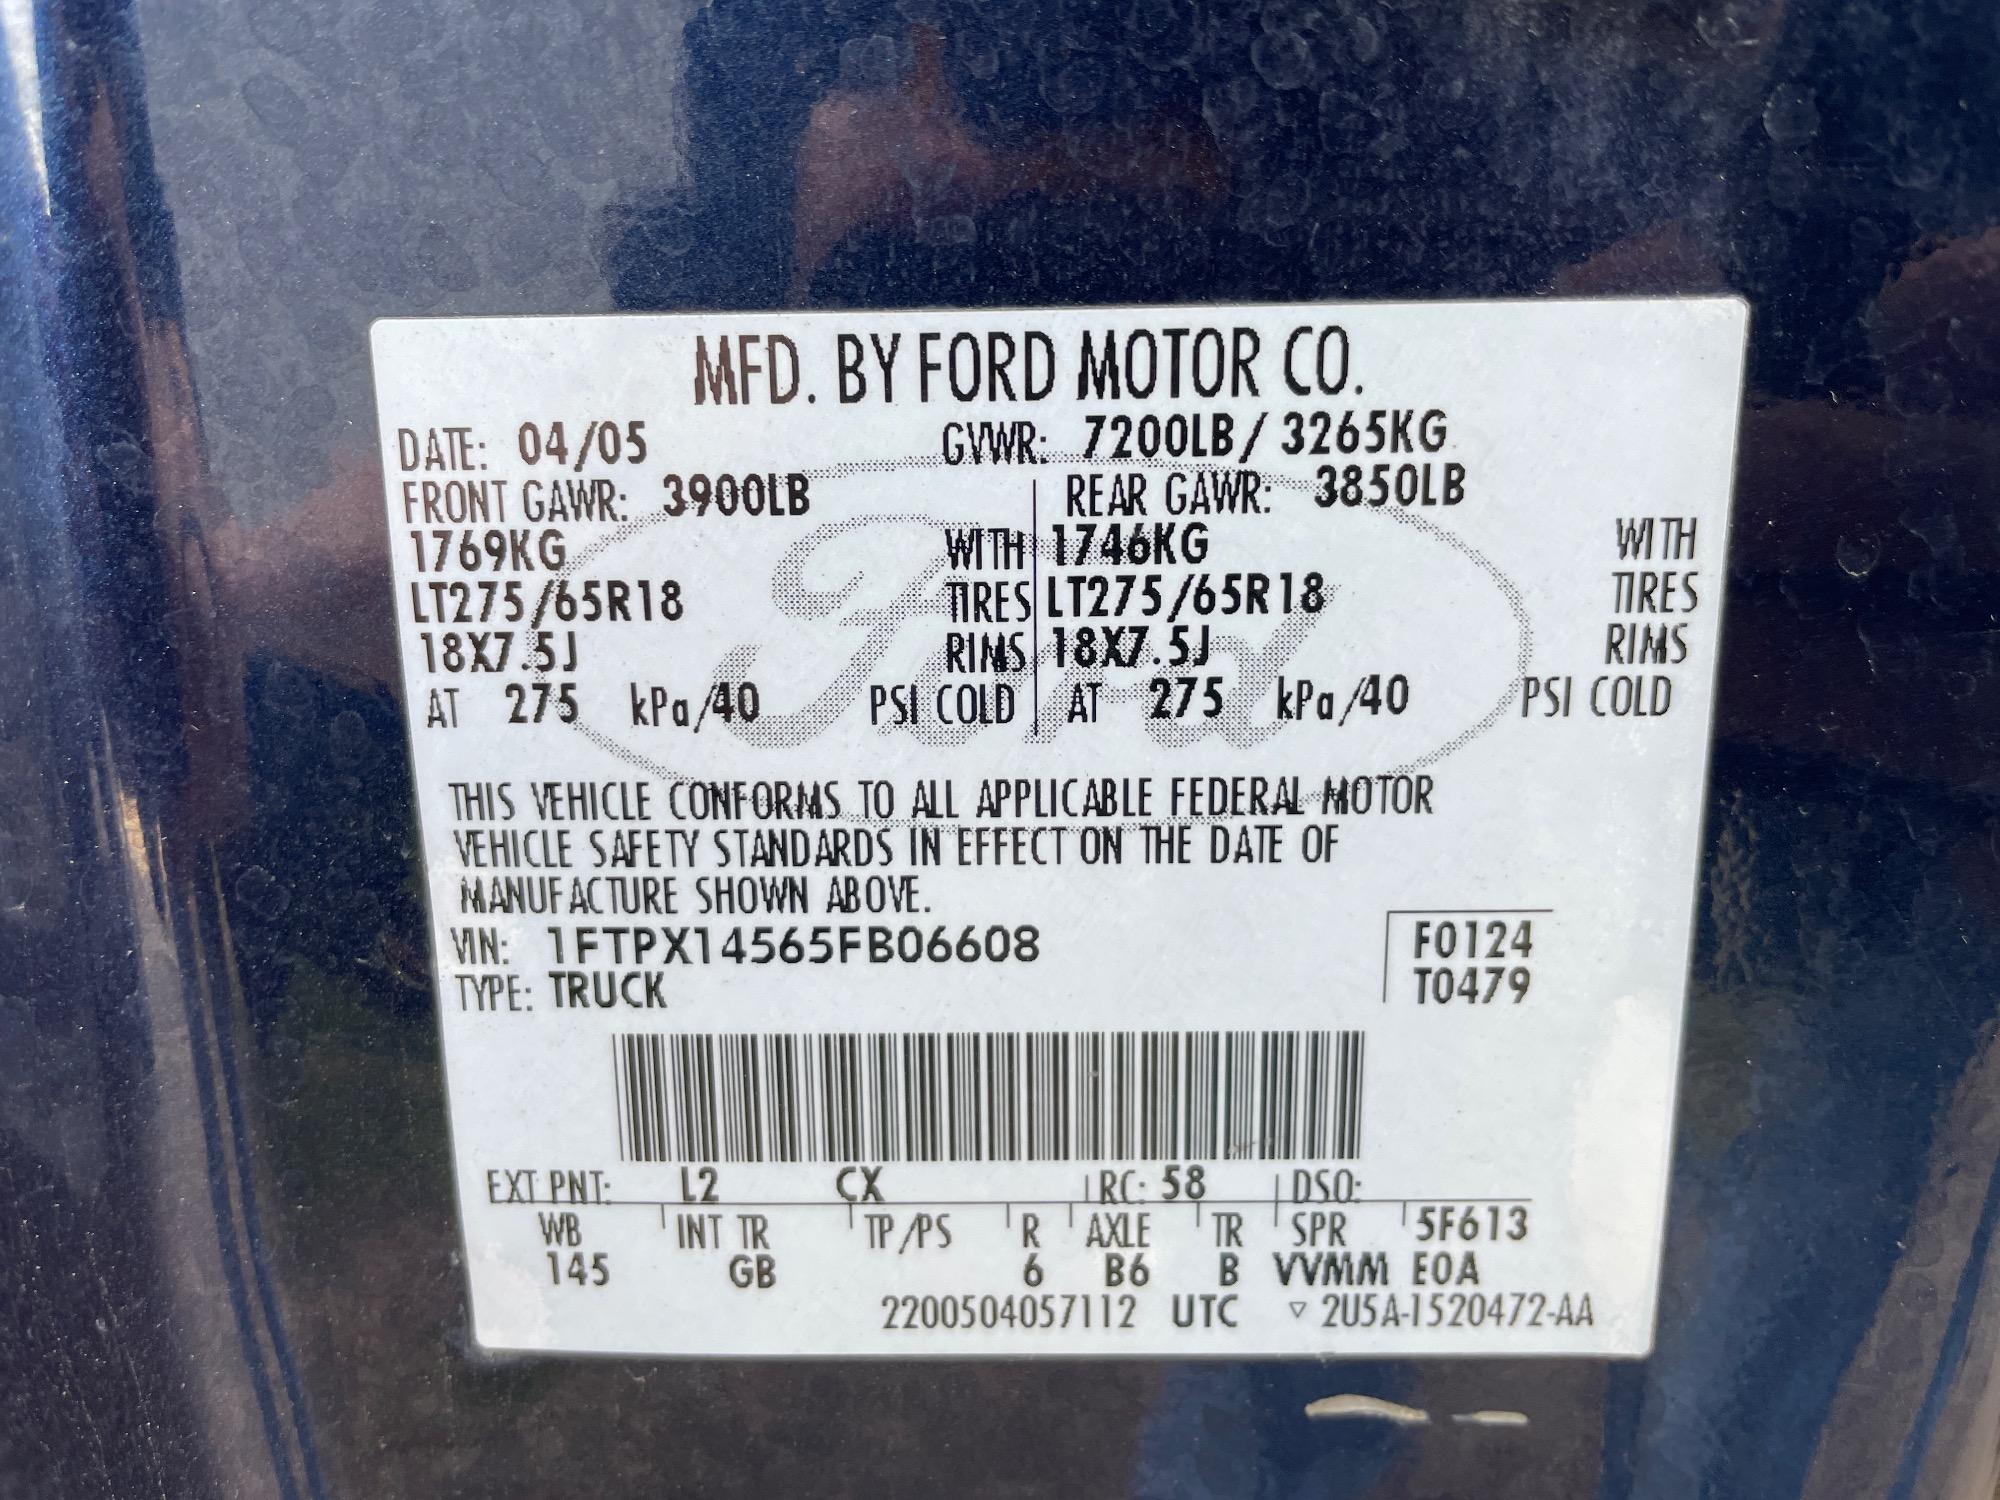 MFD. BY FORD MOTOR CO.
DATE: 04/05 GVWR: 7200LB/ 3265KG
FRONT GAWR: 3900LB REAR GAWR: 3850LB
1769KG WITH 1746KG WITH
LT275/65R18 TIRES LT275/65R18 TIRES
18X7.5J RIMS 18X7.5J RIMS
AT 275 kPa/40 PSI COLD AT 275 kPa/40 PSI COLD
Ford
THIS VEHICLE CONFORMS TO ALL APPLICABLE FEDERAL MOTOR
VEHICLE SAFETY STANDARDS IN EFFECT ON THE DATE OF
MANUFACTURE SHOWN ABOVE.
VIN: 1FTPX14565FB06608 F0124
TYPE: TRUCK T0479
EXT PNT: L2 CX RC: 58 DSO:
WB INT TR TP/PS R AXLE TR SPR 5F613
145 GB 6 B6 B VVMM E0A
2200504057112 UTC ▽ 2U5A-1520472-AA